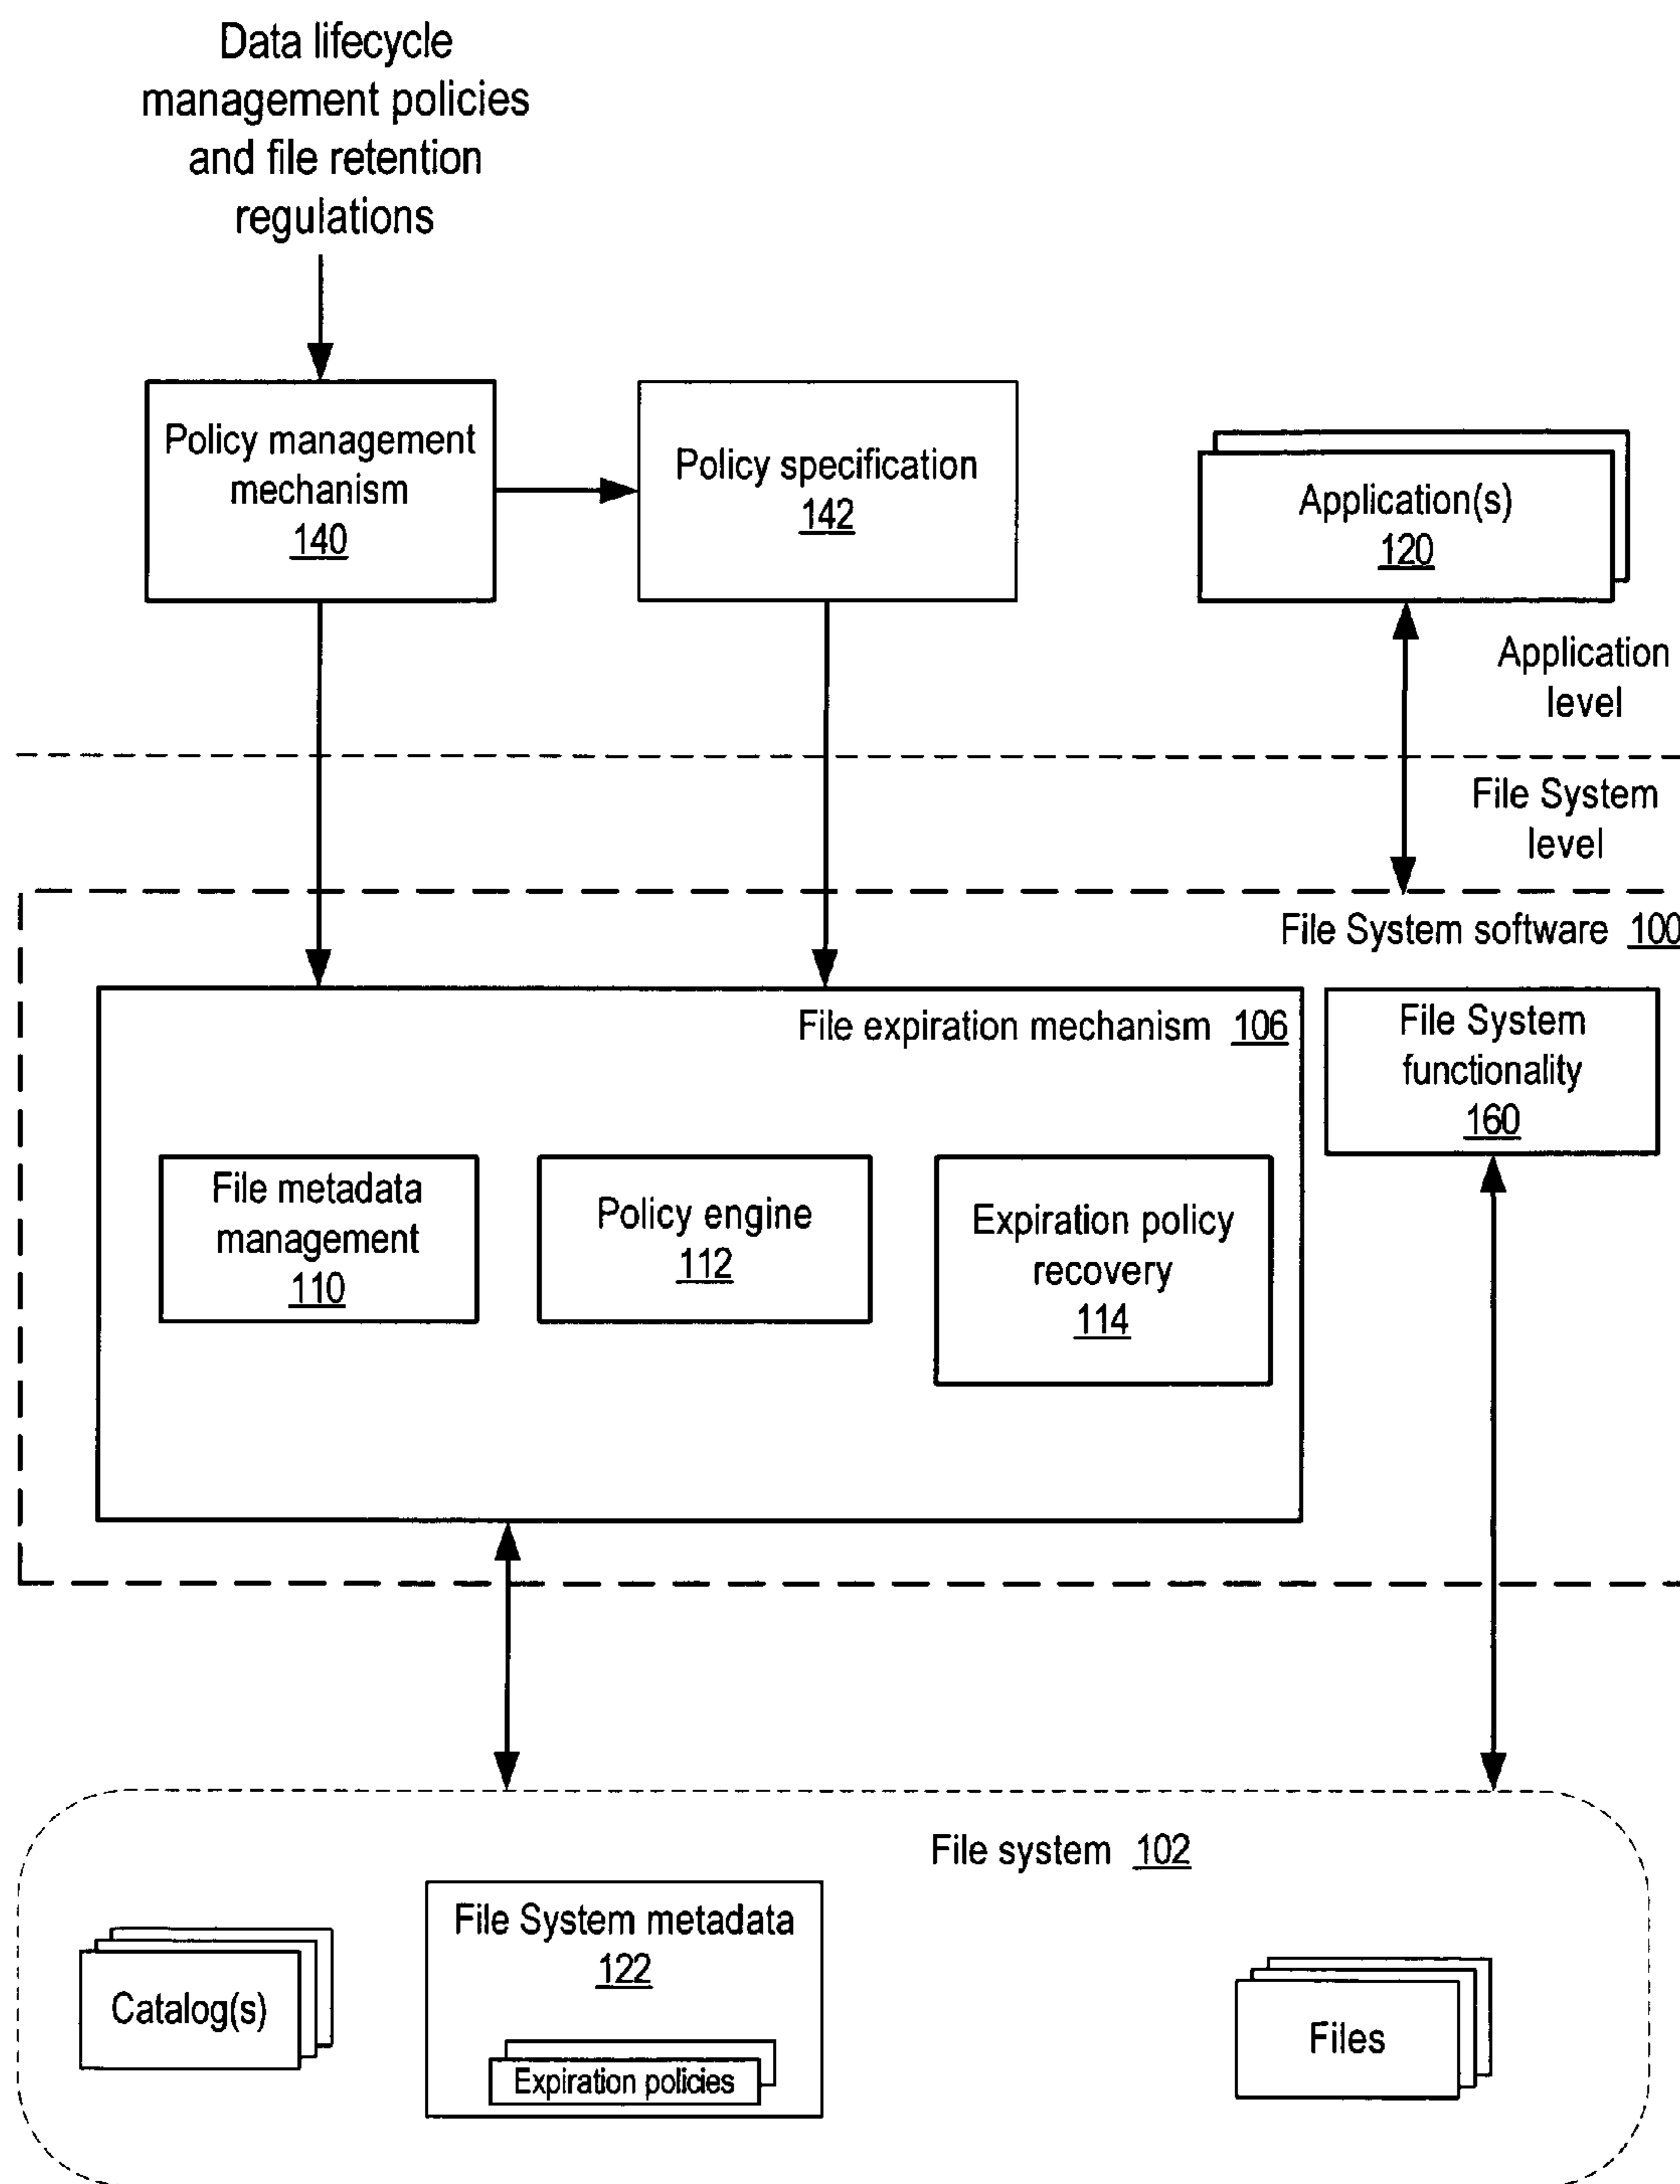 Data lifecycle
management policies
and file retention
regulations
Policy management
mechanism
140
Policy specification
142
Application(s)
120
Application
level
File System
level
File System software 100
File expiration mechanism 106
File System
functionality
160
File metadata
management
110
Policy engine
112
Expiration policy
recovery
114
File system 102
File System metadata
122
Catalog(s)
Expiration policies
Files